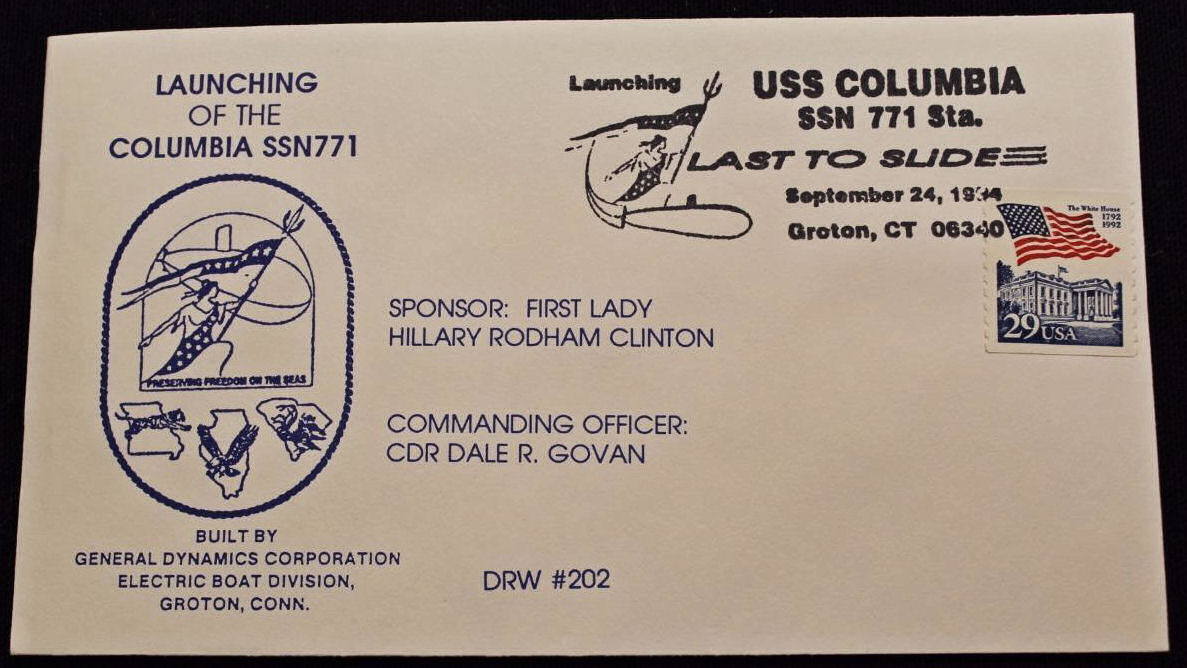 LAUNCHING
OF THE
COLUMBIA SSN771
PRESERVING FREEDOM ON THE SEAS
BUILT BY
GENERAL DYNAMICS CORPORATION
ELECTRIC BOAT DIVISION,
GROTON, CONN.
SPONSOR: FIRST LADY
HILLARY RODHAM CLINTON
COMMANDING OFFICER:
CDR DALE R. GOVAN
DRW #202
Launching
USS COLUMBIA
SSN 771 Sta.
LAST TO SLIDE
September 24, 1994
Groton, CT 06340
The White House
1792
1992
29 USA